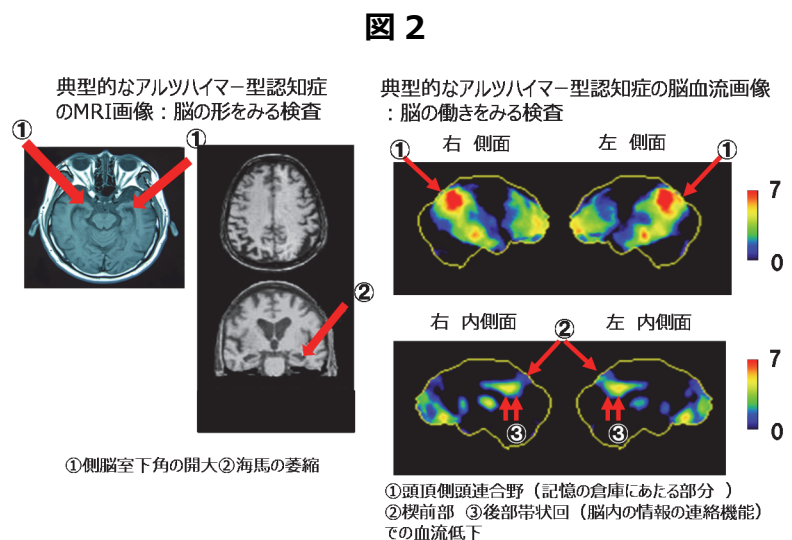 図2
典型的なアルツハイマー型認知症
のMRI画像：脳の形をみる検査
①
①
②
①側脳室下角の開大②海馬の萎縮
典型的なアルツハイマー型認知症の脳血流画像
：脳の働きをみる検査
①
右 側面
左 側面
①
7
0
右 内側面
②
左 内側面
7
0
③
③
①頭頂側頭連合野（記憶の倉庫にあたる部分 ）
②楔前部 ③後部帯状回（脳内の情報の連絡機能）
での血流低下